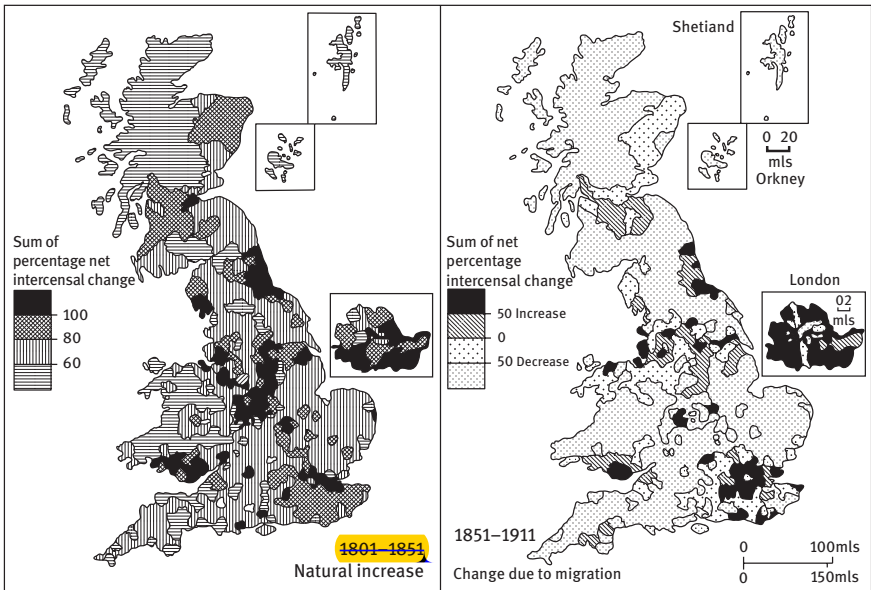 Sum of
percentage net
intercensal change
100
80
60
1801–1851
Natural increase
Shetiand
0 20
mls
Orkney
Sum of net
percentage
intercensal change
50 Increase
0
50 Decrease
London
02
mls
1851–1911
Change due to migration
0 100mls
0 150mls